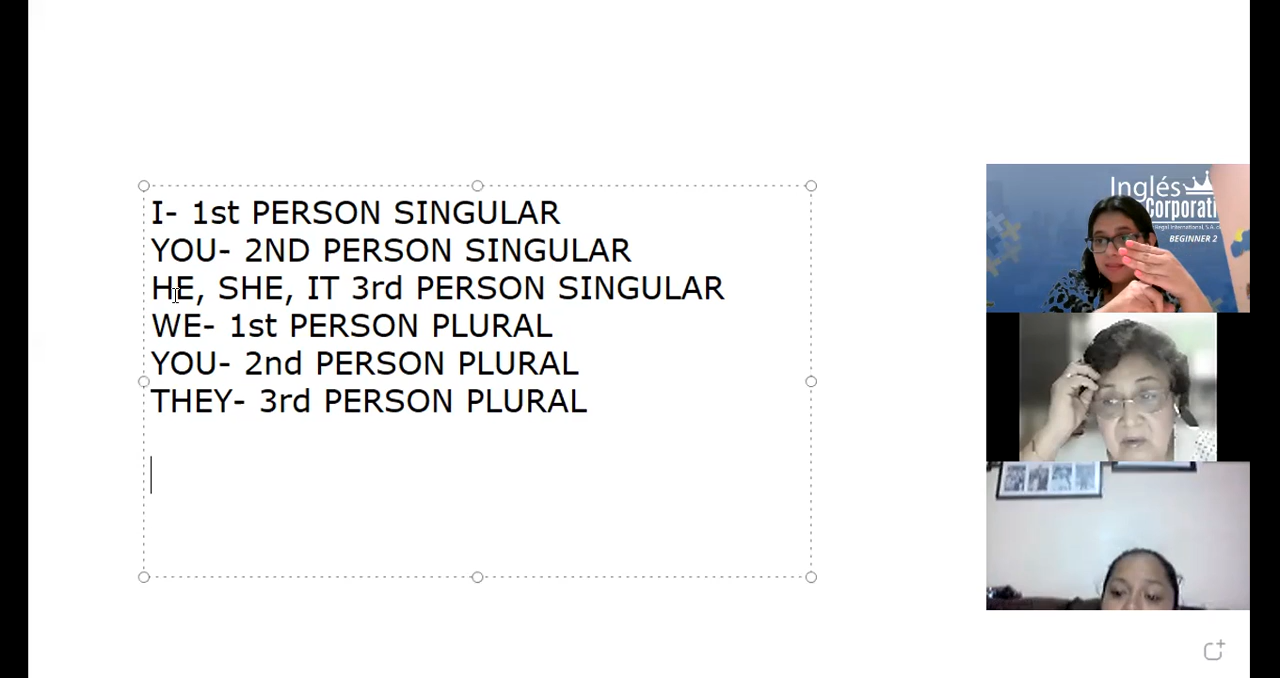 I- 1st PERSON SINGULAR
YOU- 2ND PERSON SINGULAR
HE, SHE, IT 3rd PERSON SINGULAR
WE- 1st PERSON PLURAL
YOU- 2nd PERSON PLURAL
THEY- 3rd PERSON PLURAL
Inglés
BEGINNER 2